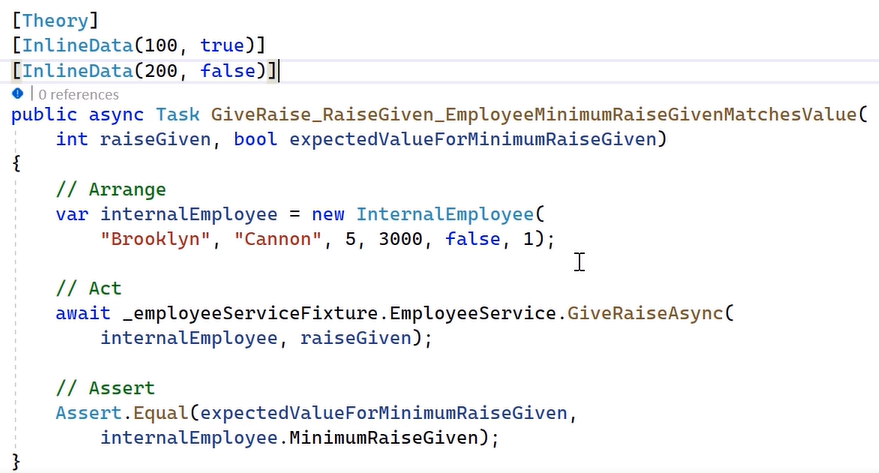 [Theory]
[InlineData(100, true)]
[InlineData(200, false)]
0 references
public async Task GiveRaise_RaiseGiven_EmployeeMinimumRaiseGivenMatchesValue(
    int raiseGiven, bool expectedValueForMinimumRaiseGiven)
{
    // Arrange
    var internalEmployee = new InternalEmployee(
        "Brooklyn", "Cannon", 5, 3000, false, 1);
    // Act
    await _employeeServiceFixture.EmployeeService.GiveRaiseAsync(
        internalEmployee, raiseGiven);
    // Assert
    Assert.Equal(expectedValueForMinimumRaiseGiven,
        internalEmployee.MinimumRaiseGiven);
}